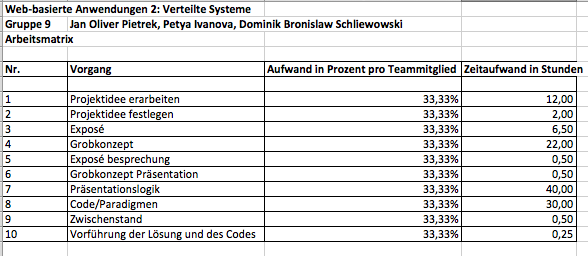 Web-basierte Anwendungen 2: Verteilte Systeme
Gruppe 9 Jan Oliver Pietrek, Petya Ivanova, Dominik Bronislaw Schliewowski
Arbeitsmatrix
Nr. Vorgang Aufwand in Prozent pro Teammitglied Zeitaufwand in Stunden
1 Projektidee erarbeiten 33,33% 12,00
2 Projektidee festlegen 33,33% 2,00
3 Exposé 33,33% 6,50
4 Grobkonzept 33,33% 22,00
5 Exposé besprechung 33,33% 0,50
6 Grobkonzept Präsentation 33,33% 0,50
7 Präsentationslogik 33,33% 40,00
8 Code/Paradigmen 33,33% 30,00
9 Zwischenstand 33,33% 0,50
10 Vorführung der Lösung und des Codes 33,33% 0,25